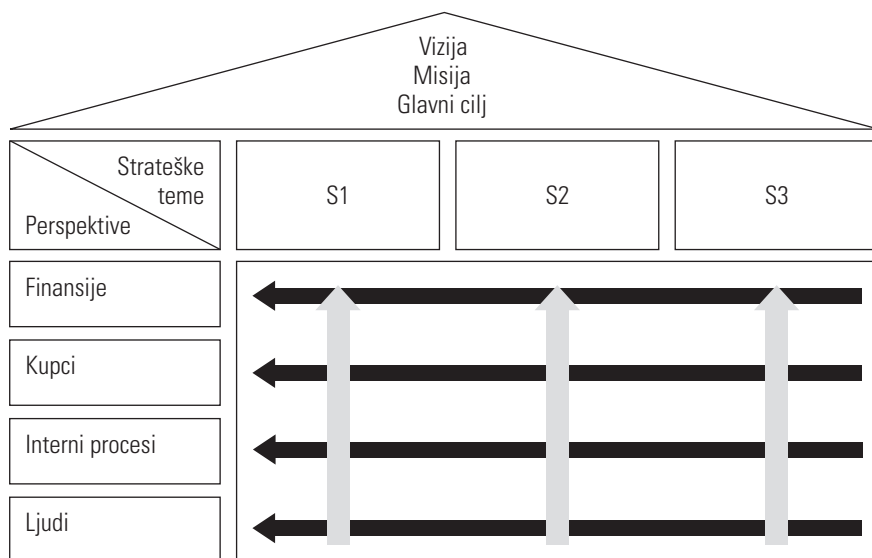 Vizija
Misija
Glavni cilj
Strateške
teme
Perspektive
S1
S2
S3
Finansije
Kupci
Interni procesi
Ljudi